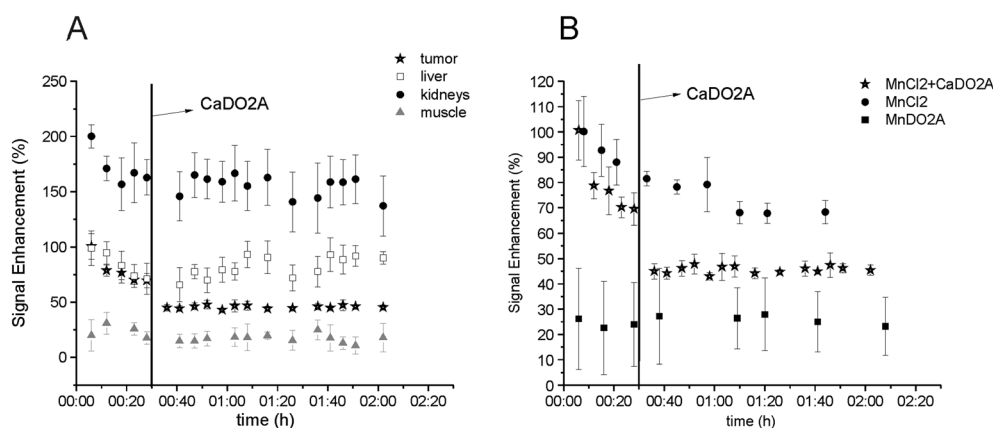 A
tumor
liver
kidneys
muscle
CaDO2A
Signal Enhancement (%)
250
200
150
100
50
0
00:00 00:20 00:40 01:00 01:20 01:40 02:00
time (h)
B
MnCl2+CaDO2A
MnCl2
MnDO2A
CaDO2A
Signal Enhancement (%)
120
110
100
90
80
70
60
50
40
30
20
10
0
00:00 00:20 00:40 01:00 01:20 01:40 02:00 02:20
time (h)